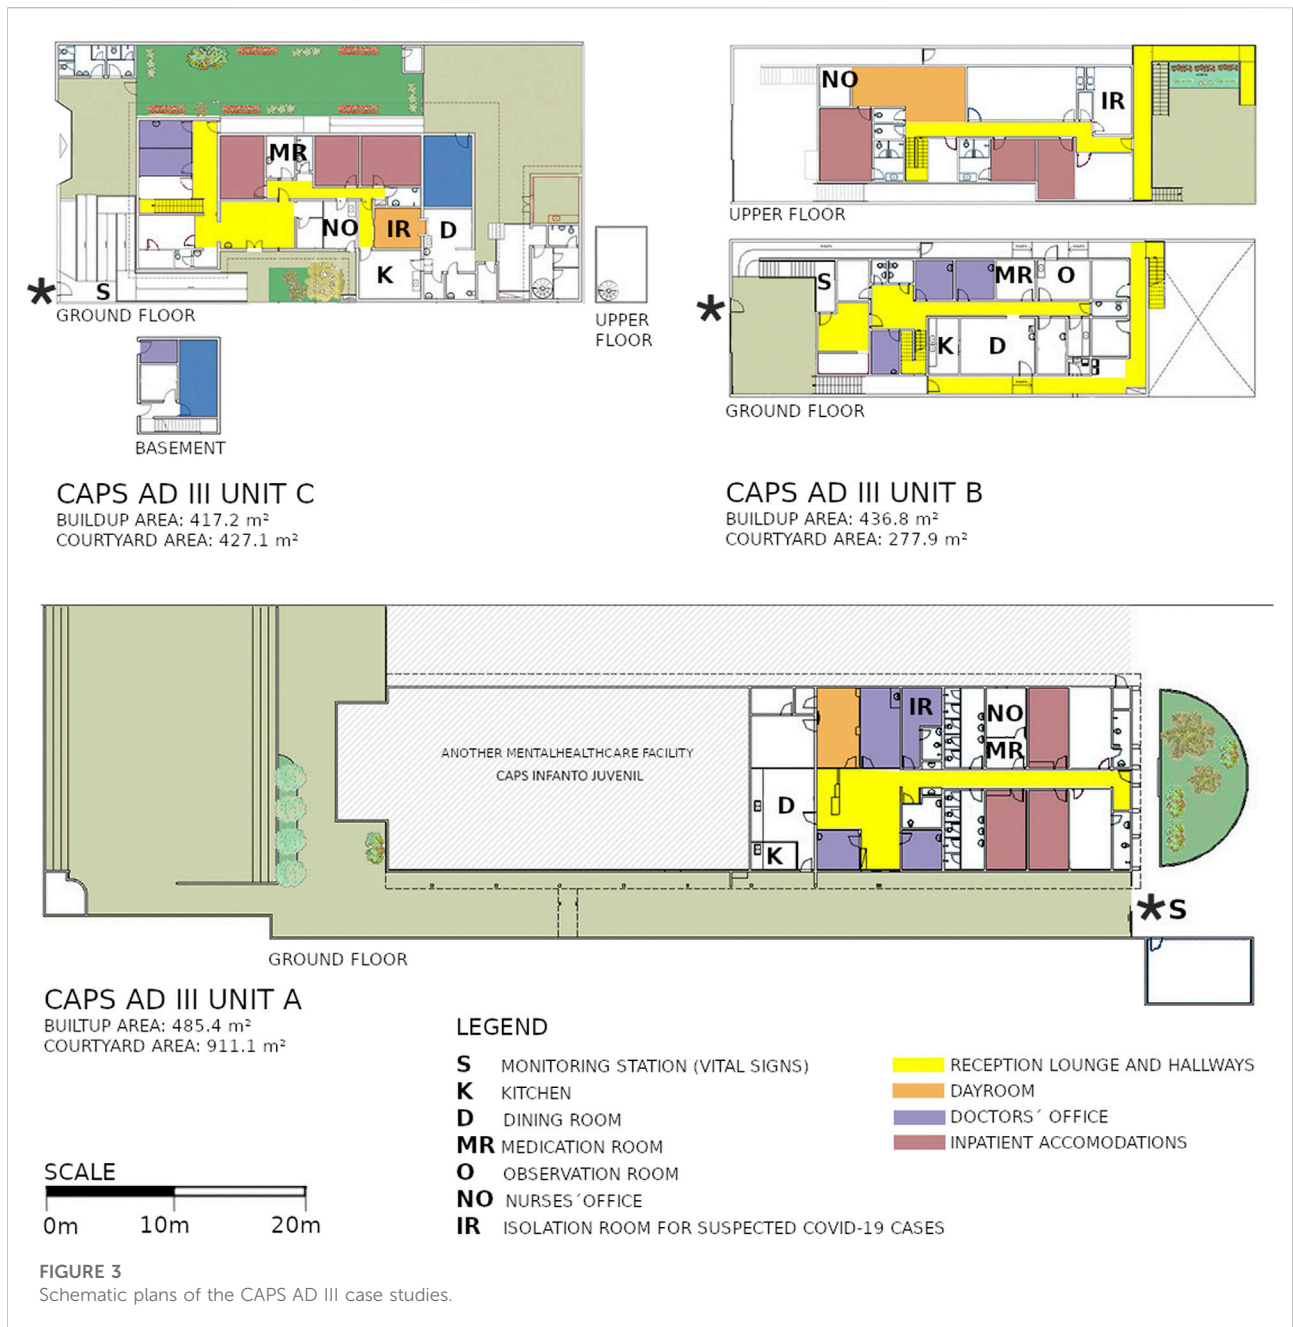 MR
NO
IR
D
K
S
GROUND FLOOR
UPPER
FLOOR
BASEMENT
CAPS AD III UNIT C
BUILDUP AREA: 417.2 m²
COURTYARD AREA: 427.1 m²
NO
IR
UPPER FLOOR
S
MR
O
K
D
GROUND FLOOR
CAPS AD III UNIT B
BUILDUP AREA: 436.8 m²
COURTYARD AREA: 277.9 m²
ANOTHER MENTALHEALTHCARE FACILITY
CAPS INFANTO JUVENIL
IR
NO
MR
D
K
S
GROUND FLOOR
CAPS AD III UNIT A
BUILTUP AREA: 485.4 m²
COURTYARD AREA: 911.1 m²
LEGEND
S MONITORING STATION (VITAL SIGNS)
K KITCHEN
D DINING ROOM
MR MEDICATION ROOM
O OBSERVATION ROOM
NO NURSES´OFFICE
IR ISOLATION ROOM FOR SUSPECTED COVID-19 CASES
RECEPTION LOUNGE AND HALLWAYS
DAYROOM
DOCTORS´ OFFICE
INPATIENT ACCOMODATIONS
SCALE
0m 10m 20m
FIGURE 3
Schematic plans of the CAPS AD III case studies.